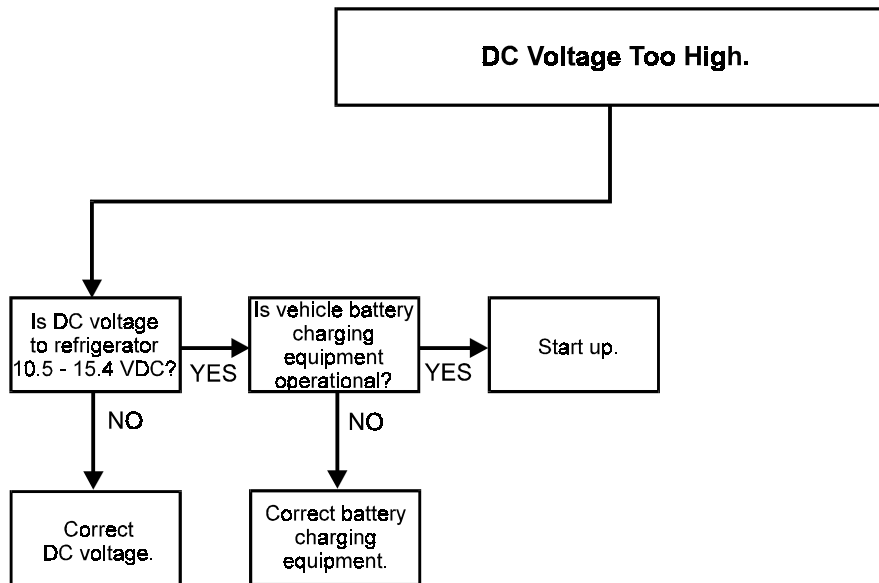 DC Voltage Too High.
Is DC voltage
to refrigerator
10.5 - 15.4 VDC?
YES
Is vehicle battery
charging
equipment
operational?
YES
Start up.
NO
NO
Correct
DC voltage.
Correct battery
charging
equipment.